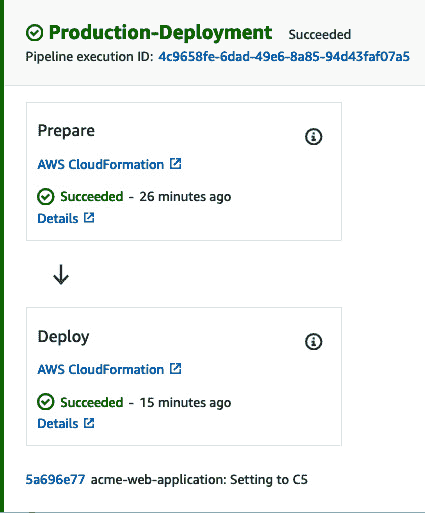 Production-Deployment Succeeded
Pipeline execution ID: 4c9658fe-6dad-49e6-8a85-94d43faf07a5
Prepare
AWS CloudFormation
Succeeded - 26 minutes ago
Details
Deploy
AWS CloudFormation
Succeeded - 15 minutes ago
Details
5a696e77 acme-web-application: Setting to C5